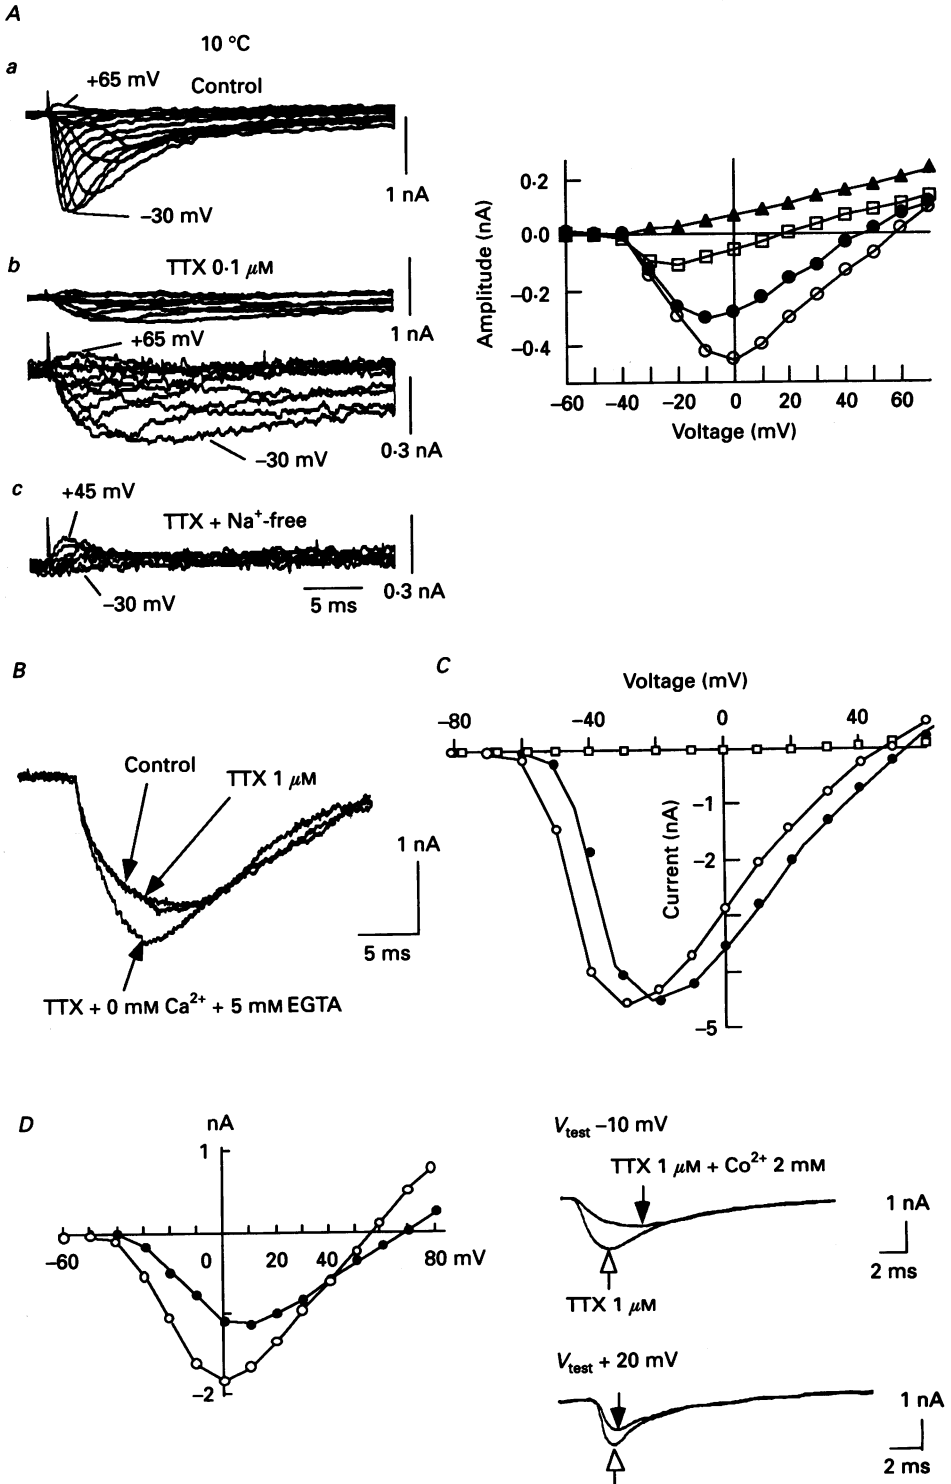 A
10 °C
a
+65 mV
Control
1 nA
−30 mV
b
TTX 0·1 μM
1 nA
+65 mV
−30 mV
0·3 nA
c
+45 mV
TTX + Na⁺-free
−30 mV
5 ms
0·3 nA
Amplitude (nA)
0·2
0·0
−0·2
−0·4
−60 −40 −20 0 20 40 60
Voltage (mV)
B
Control
TTX 1 μM
1 nA
5 ms
TTX + 0 mM Ca²⁺ + 5 mM EGTA
C
Voltage (mV)
−80 −40 0 40
Current (nA)
−1
−2
−5
D
nA
1
−60 0 20 40 80 mV
−2
Vtest −10 mV
TTX 1 μM + Co²⁺ 2 mM
1 nA
2 ms
TTX 1 μM
Vtest + 20 mV
1 nA
2 ms